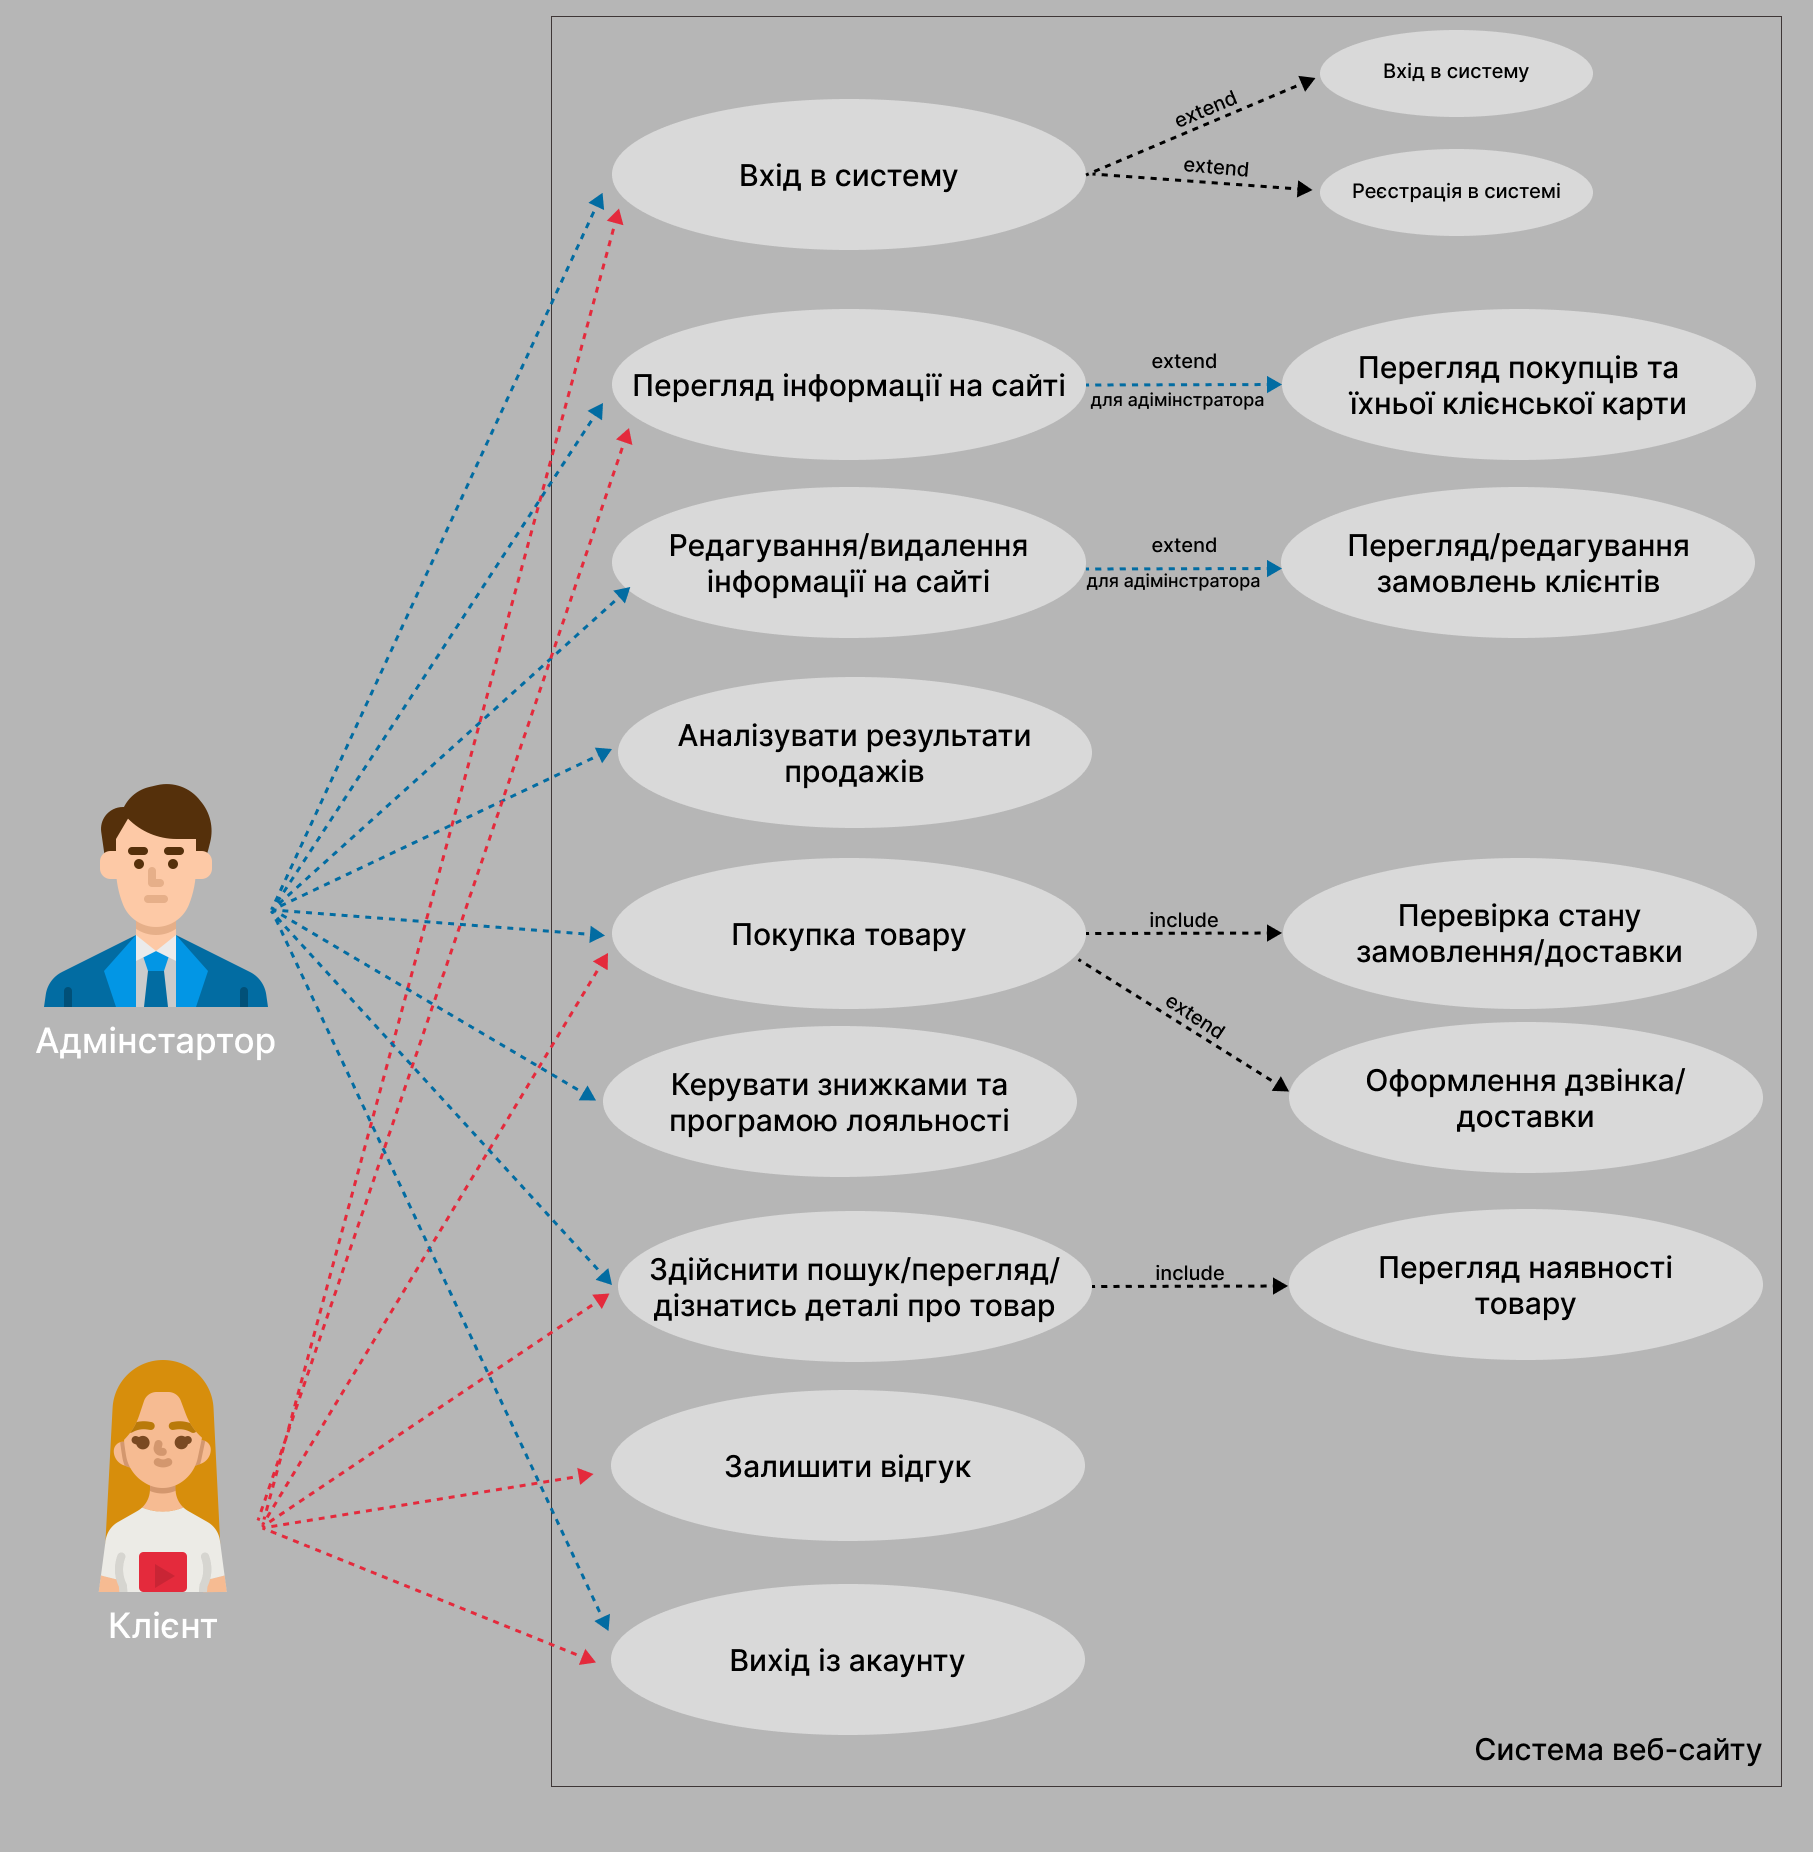 Вхід в систему
extend
Вхід в систему
extend
Реєстрація в системі
Перегляд інформації на сайті
extend
для адімінстратора
Перегляд покупців та
їхньої клієнської карти
Редагування/видалення
інформації на сайті
extend
для адімінстратора
Перегляд/редагування
замовлень клієнтів
Аналізувати результати
продажів
Адмінстартор
Покупка товару
include
Перевірка стану
замовлення/доставки
extend
Оформлення дзвінка/
доставки
Керувати знижками та
програмою лояльності
Здійснити пошук/перегляд/
дізнатись деталі про товар
include
Перегляд наявності
товару
Залишити відгук
Клієнт
Вихід із акаунту
Система веб-сайту